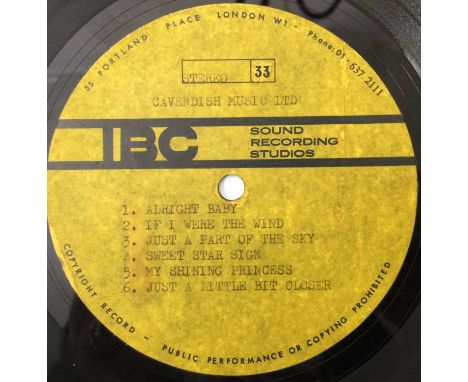 35 PORTLAND PLACE LONDON W1 - Phone: 01-637 2111
STEREO 33
CAVENDISH MUSIC LTD
IBC SOUND RECORDING STUDIOS
1. ALRIGHT BABY
2. IF I WERE THE WIND
3. JUST A PART OF THE SKY
4. SWEET STAR SIGN
5. MY SHINING PRINCESS
6. JUST A LITTLE BIT CLOSER
COPYRIGHT RECORD - PUBLIC PERFORMANCE OR COPYING PROHIBITED